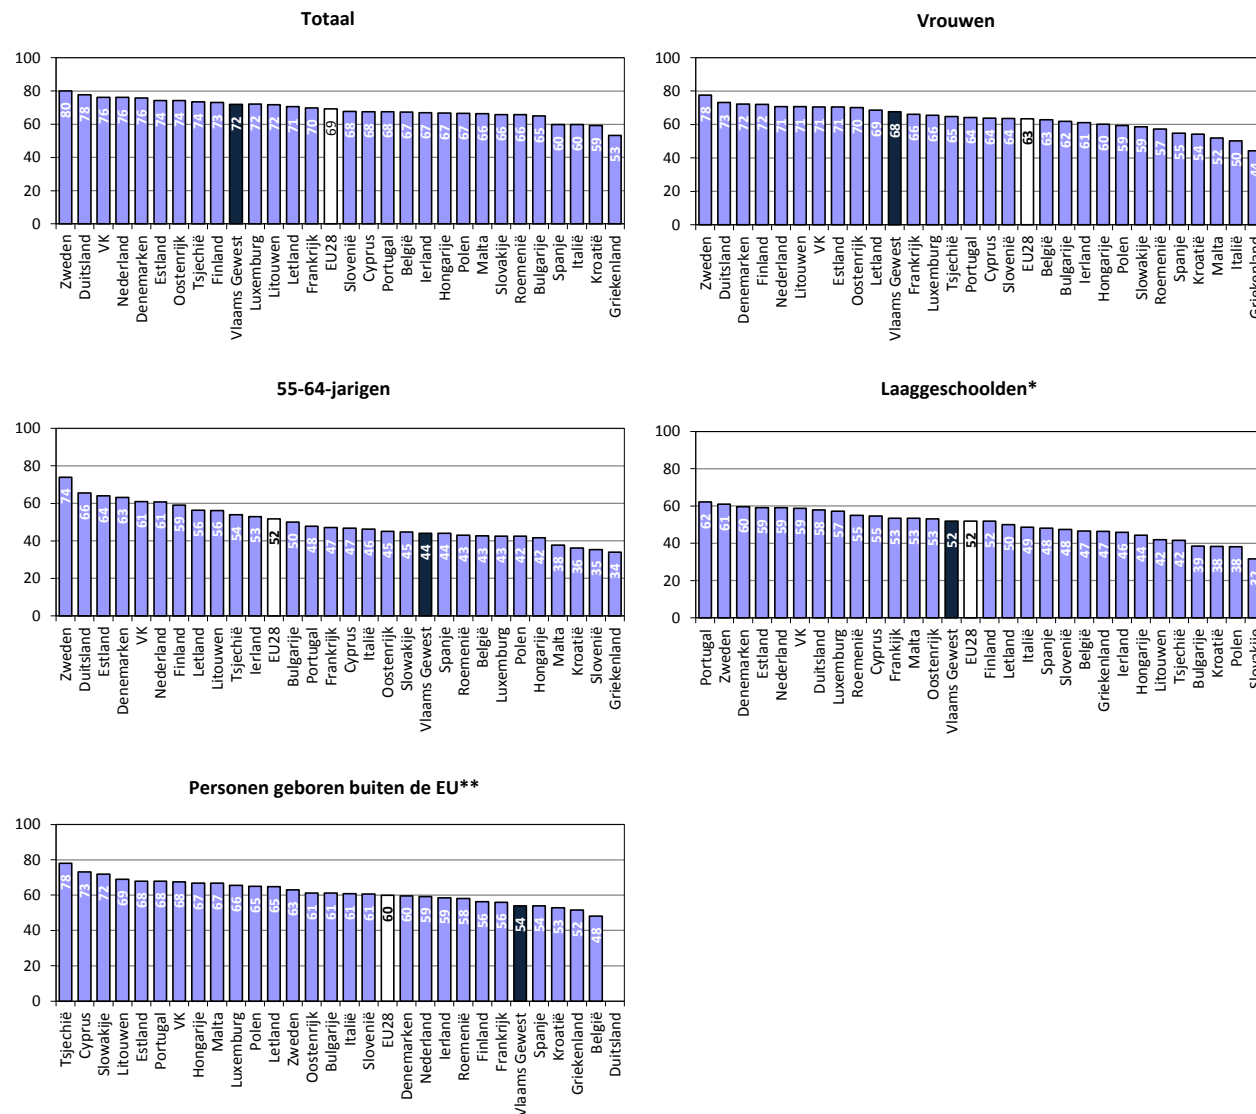 Totaal
100
80
60
40
20
0
80 78 76 76 76 74 74 74 73 72 72 72 71 70 69 68 68 68 67 67 67 67 66 66 66 65 60 60 59 53
Zweden Duitsland VK Nederland Denemarken Estland Oostenrijk Tsjechië Finland Vlaams Gewest Luxemburg Litouwen Letland Frankrijk EU28 Slovenië Cyprus Portugal België Ierland Hongarije Polen Malta Slovakije Roemenië Bulgarije Spanje Italië Kroatië Griekenland
Vrouwen
100
80
60
40
20
0
78 73 72 72 71 71 71 71 70 69 68 66 66 65 64 64 64 63 63 62 61 60 59 59 57 55 54 52 50 44
Zweden Duitsland Denemarken Finland Nederland Litouwen VK Estland Oostenrijk Letland Vlaams Gewest Frankrijk Luxemburg Tsjechië Portugal Cyprus Slovenië EU28 België Bulgarije Ierland Hongarije Polen Slowakije Roemenië Spanje Kroatië Malta Italië Griekenland
55-64-jarigen
100
80
60
40
20
0
74 66 64 63 61 61 59 56 56 54 53 52 50 48 47 47 46 45 45 44 44 43 43 43 42 42 38 36 35 34
Zweden Duitsland Estland Denemarken VK Nederland Finland Letland Litouwen Tsjechië Ierland EU28 Bulgarije Portugal Frankrijk Cyprus Italië Oostenrijk Slowakije Vlaams Gewest Spanje Roemenië België Luxemburg Polen Hongarije Malta Kroatië Slovenië Griekenland
Laaggeschoolden*
100
80
60
40
20
0
62 61 60 59 59 59 58 57 55 55 53 53 53 52 52 52 50 49 48 48 47 47 46 44 42 42 39 38 38
Portugal Zweden Denemarken Estland Nederland VK Duitsland Luxemburg Roemenië Cyprus Frankijk Malta Oostenrijk Vlaams Gewest EU28 Finland Letland Italië Spanje Slovenië België Griekenland Ierland Hongarije Litouwen Tsjechië Bulgarije Kroatië Polen Slovakije
Personen geboren buiten de EU**
100
80
60
40
20
0
78 73 72 69 68 68 68 67 67 66 65 65 63 61 61 61 61 60 60 59 59 58 56 56 54 54 53 52 48
Tsjechië Cyprus Slowakije Litouwen Estland Portugal VK Hongarije Malta Luxemburg Polen Letland Zweden Oostenrijk Bulgarije Italië Slovenië EU28 Denemarken Nederland Ierland Roemenië Finland Frankrijk Vlaams Gewest Spanje Kroatië Griekenland België Duitsland